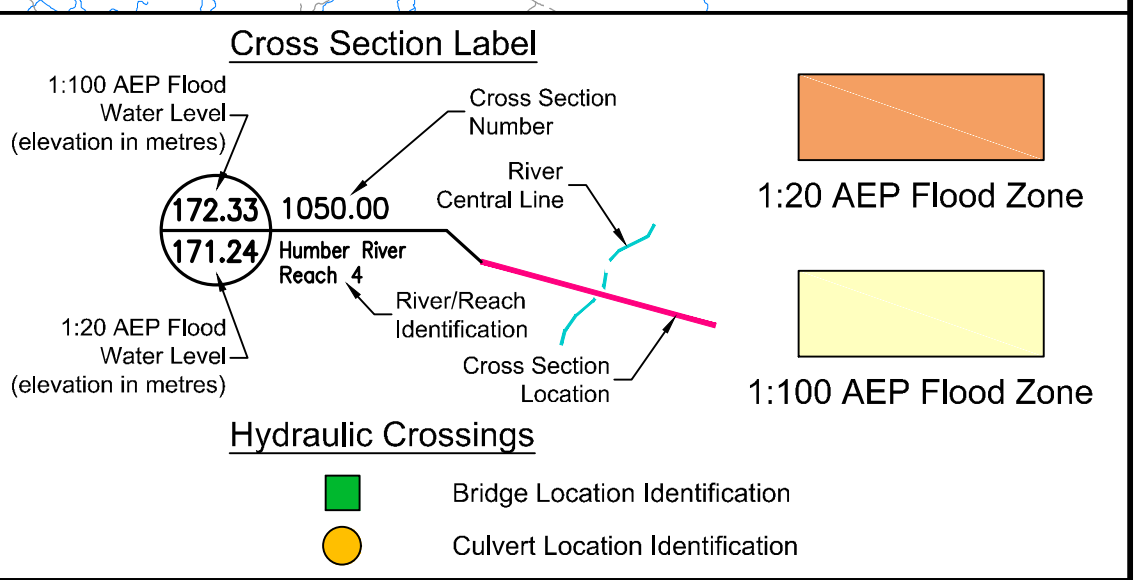 Cross Section Label
1:100 AEP Flood
Water Level
(elevation in metres)
Cross Section
Number
River
Central Line
172.33
1050.00
171.24
Humber River
Reach 4
River/Reach
Identification
1:20 AEP Flood
Water Level
(elevation in metres)
Cross Section
Location
1:20 AEP Flood Zone
1:100 AEP Flood Zone
Hydraulic Crossings
Bridge Location Identification
Culvert Location Identification